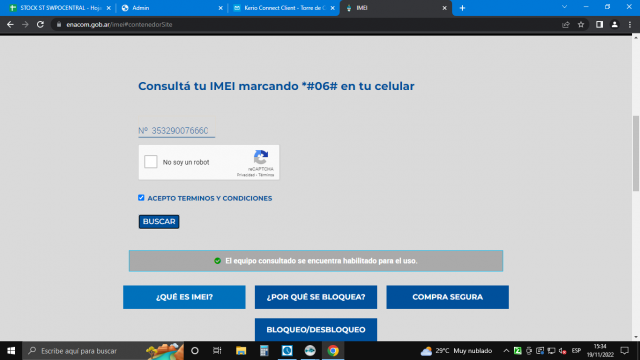 STOCK ST SWPOCENTRAL - Hoja
Admin
Kerio Connect Client - Torre de C
IMEI
enacom.gob.ar/imei#contenedorSite
Consultá tu IMEI marcando *#06# en tu celular
Nº 353290076660
No soy un robot
reCAPTCHA
Privacidad - Términos
ACEPTO TERMINOS Y CONDICIONES
BUSCAR
El equipo consultado se encuentra habilitado para el uso.
¿QUÉ ES IMEI?
¿POR QUÉ SE BLOQUEA?
COMPRA SEGURA
BLOQUEO/DESBLOQUEO
Escribe aquí para buscar
29°C Muy nublado
ESP
15:34
19/11/2022